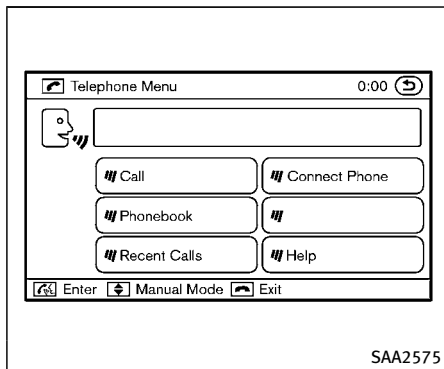 Telephone Menu 0:00
Call
Connect Phone
Phonebook
Recent Calls
Help
Enter Manual Mode Exit
SAA2575